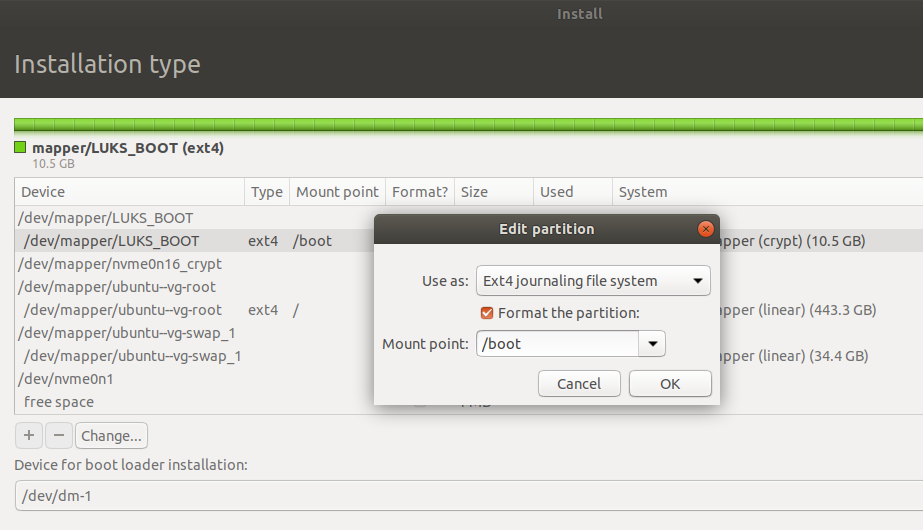 Install
Installation type
mapper/LUKS_BOOT (ext4)
10.5 GB
Device Type Mount point Format? Size Used System
/dev/mapper/LUKS_BOOT
/dev/mapper/LUKS_BOOT ext4 /boot pper (crypt) (10.5 GB)
/dev/mapper/nvme0n16_crypt
/dev/mapper/ubuntu--vg-root
/dev/mapper/ubuntu--vg-root ext4 / pper (linear) (443.3 GB)
/dev/mapper/ubuntu--vg-swap_1
/dev/mapper/ubuntu--vg-swap_1 pper (linear) (34.4 GB)
/dev/nvme0n1
free space
Edit partition
Use as: Ext4 journaling file system
Format the partition:
Mount point: /boot
Cancel OK
+ − Change...
Device for boot loader installation:
/dev/dm-1